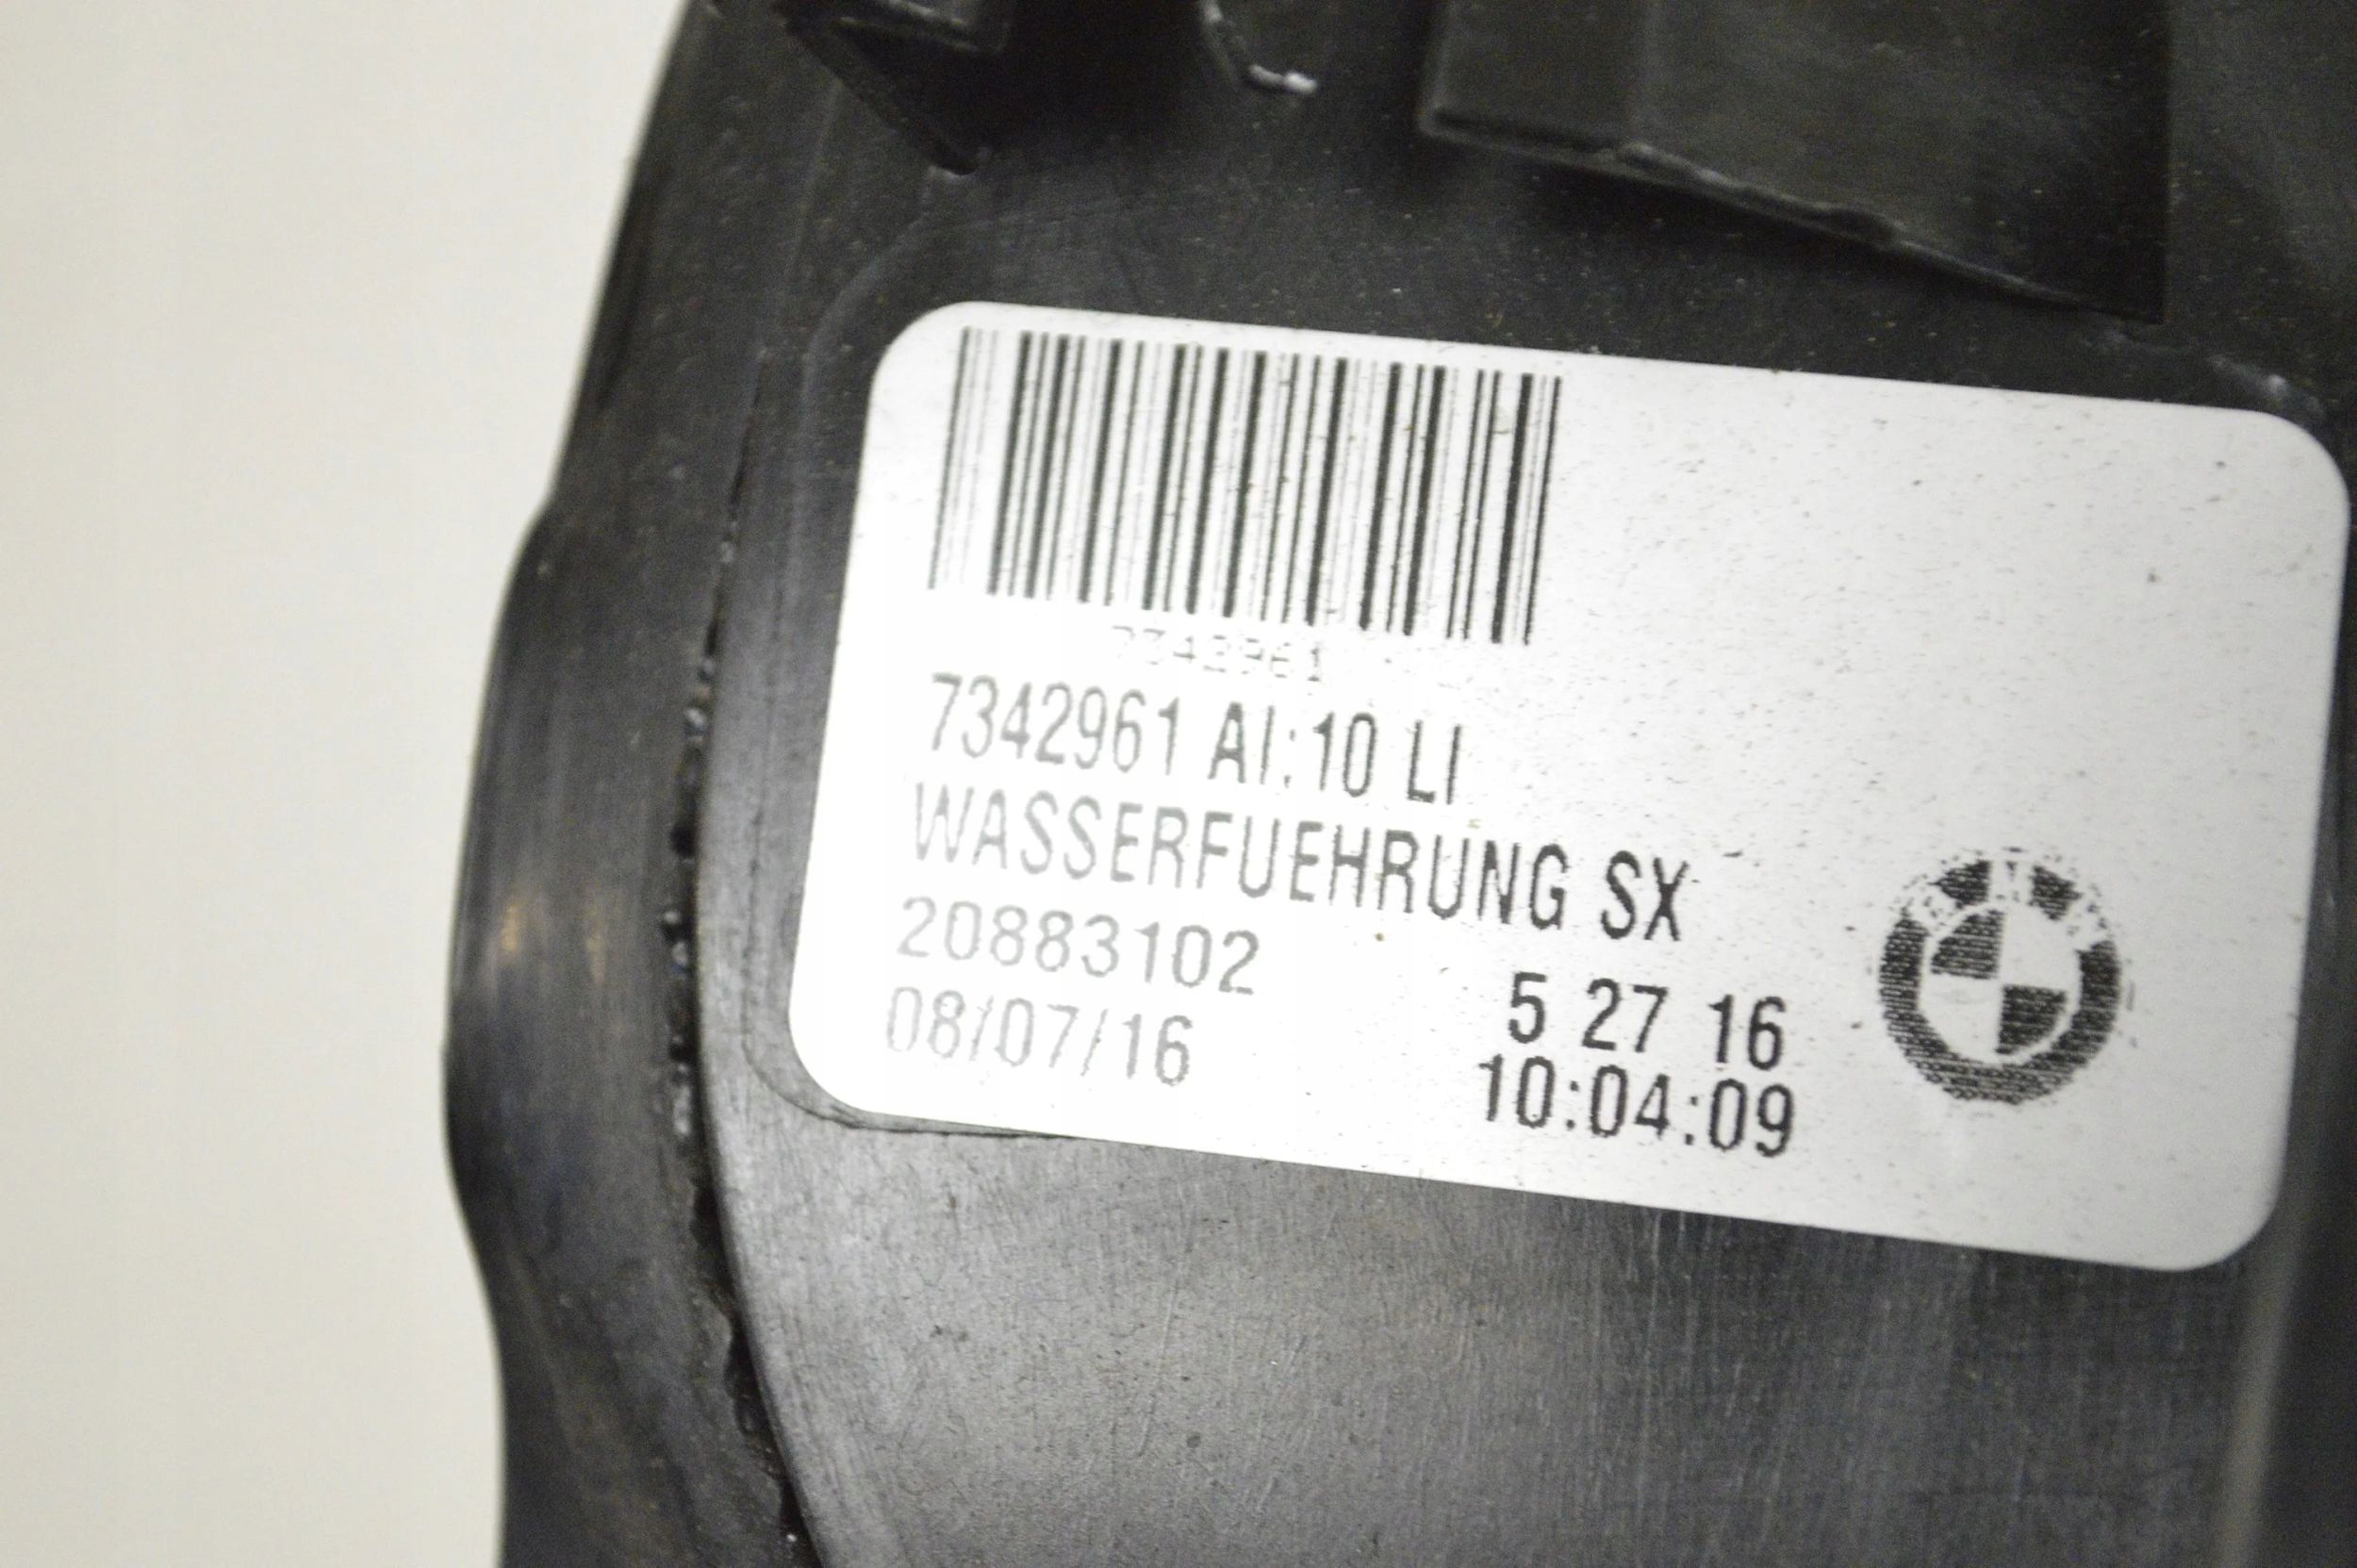 7342961
7342961 AI:10 LI
WASSERFUEHRUNG SX
20883102
5 27 16
08/07/16
10:04:09